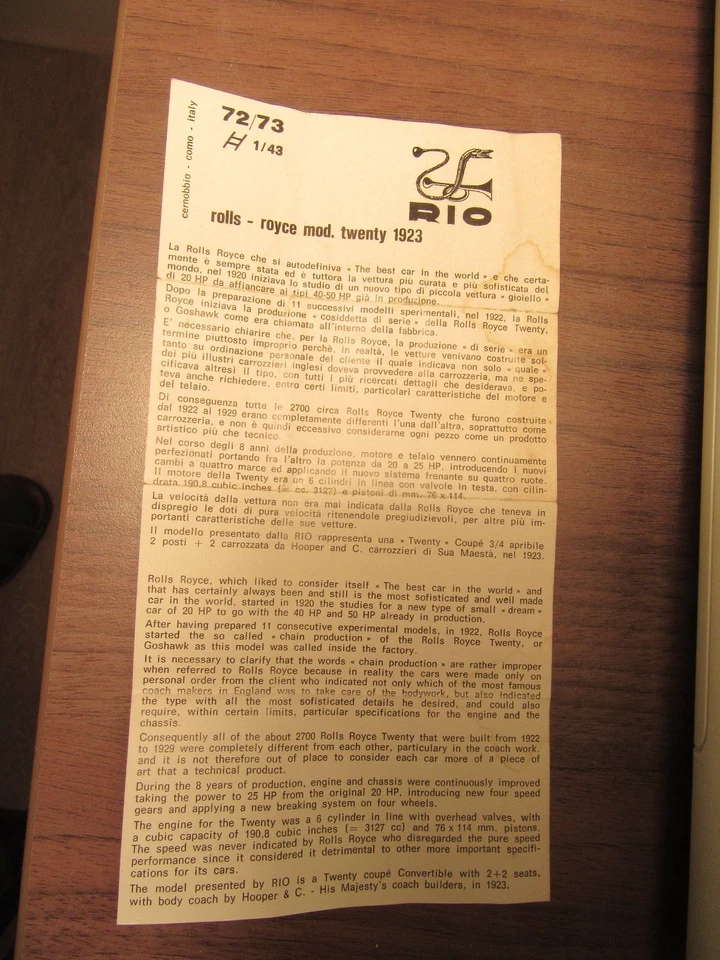 cernobbio - como - italy
72/73
H 1/43
RIO
rolls - royce mod. twenty 1923
La Rolls Royce che si autodefiniva « The best car in the world » e che certa-
mente è sempre stata ed è tuttora la vettura più curata e più sofisticata del
mondo, nel 1920 iniziava lo studio di un nuovo tipo di piccola vettura « gioiello »
di 20 HP da affiancare ai tipi 40-50 HP già in produzione.
Dopo la preparazione di 11 successivi modelli sperimentali, nel 1922, la Rolls
Royce iniziava la produzione « cosiddetta di serie » della Rolls Royce Twenty,
o Goshawk come era chiamata all'interno della fabbrica.
E' necessario chiarire che, per la Rolls Royce, la produzione « di serie » era un
termine piuttosto improprio perchè, in realtà, le vetture venivano costruite sol-
tanto su ordinazione personale del cliente il quale indicava non solo « quale »
dei più illustri carrozzieri inglesi doveva provvedere alla carrozzeria, ma ne spe-
cificava altresì il tipo, con tutti i più ricercati dettagli che desiderava, e po-
teva anche richiedere, entro certi limiti, particolari caratteristiche del motore e
del telaio.
Di conseguenza tutte le 2700 circa Rolls Royce Twenty che furono costruite
dal 1922 al 1929 erano completamente differenti l'una dall'altra, soprattutto come
carrozzeria, e non è quindi eccessivo considerarne ogni pezzo come un prodotto
artistico più che tecnico.
Nel corso degli 8 anni della produzione, motore e telaio vennero continuamente
perfezionati portando fra l'altro la potenza da 20 a 25 HP, introducendo i nuovi
cambi a quattro marce ed applicando il nuovo sistema frenante su quattro ruote.
Il motore della Twenty era un 6 cilindri in linea con valvole in testa, con cilin-
drata 190,8 cubic inches (= cc. 3127) e pistoni di mm. 76 x 114.
La velocità dalla vettura non era mai indicata dalla Rolls Royce che teneva in
dispregio le doti di pura velocità ritenendole pregiudizievoli, per altre più im-
portanti caratteristiche delle sue vetture.
Il modello presentato dalla RIO rappresenta una « Twenty » Coupé 3/4 apribile
2 posti + 2 carrozzata da Hooper and C. carrozzieri di Sua Maestà, nel 1923.
Rolls Royce, which liked to consider itself « The best car in the world » and
that has certainly always been and still is the most sofisticated and well made
car in the world, started in 1920 the studies for a new type of small « dream »
car of 20 HP to go with the 40 HP and 50 HP already in production.
After having prepared 11 consecutive experimental models, in 1922, Rolls Royce
started the so called « chain production » of the Rolls Royce Twenty, or
Goshawk as this model was called inside the factory.
It is necessary to clarify that the words « chain production » are rather improper
when referred to Rolls Royce because in reality the cars were made only on
personal order from the client who indicated not only which of the most famous
coach makers in England was to take care of the bodywork, but also indicated
the type with all the most sofisticated details he desired, and could also
require, within certain limits, particular specifications for the engine and the
chassis.
Consequently all of the about 2700 Rolls Royce Twenty that were built from 1922
to 1929 were completely different from each other, particulary in the coach work,
and it is not therefore out of place to consider each car more of a piece of
art that a technical product.
During the 8 years of production, engine and chassis were continuously improved
taking the power to 25 HP from the original 20 HP, introducing new four speed
gears and applying a new breaking system on four wheels.
The engine for the Twenty was a 6 cylinder in line with overhead valves, with
a cubic capacity of 190,8 cubic inches (= 3127 cc) and 76 x 114 mm. pistons.
The speed was never indicated by Rolls Royce who disregarded the pure speed
performance since it considered it detrimental to other more important specifi-
cations for its cars.
The model presented by RIO is a Twenty coupé Convertible with 2+2 seats,
with body coach by Hooper & C. - His Majesty's coach builders, in 1923.